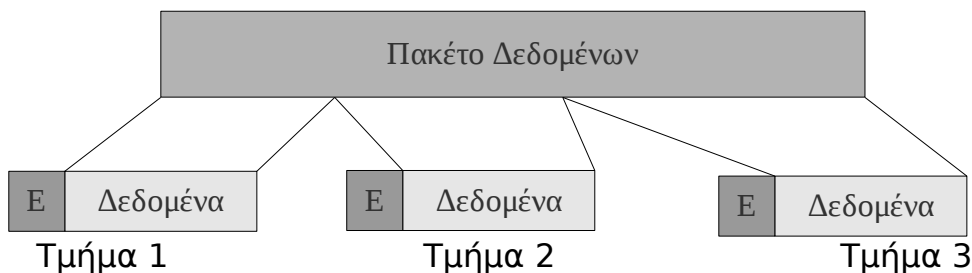 Πακέτο Δεδομένων
Ε Δεδομένα Ε Δεδομένα Ε Δεδομένα
Τμήμα 1 Τμήμα 2 Τμήμα 3